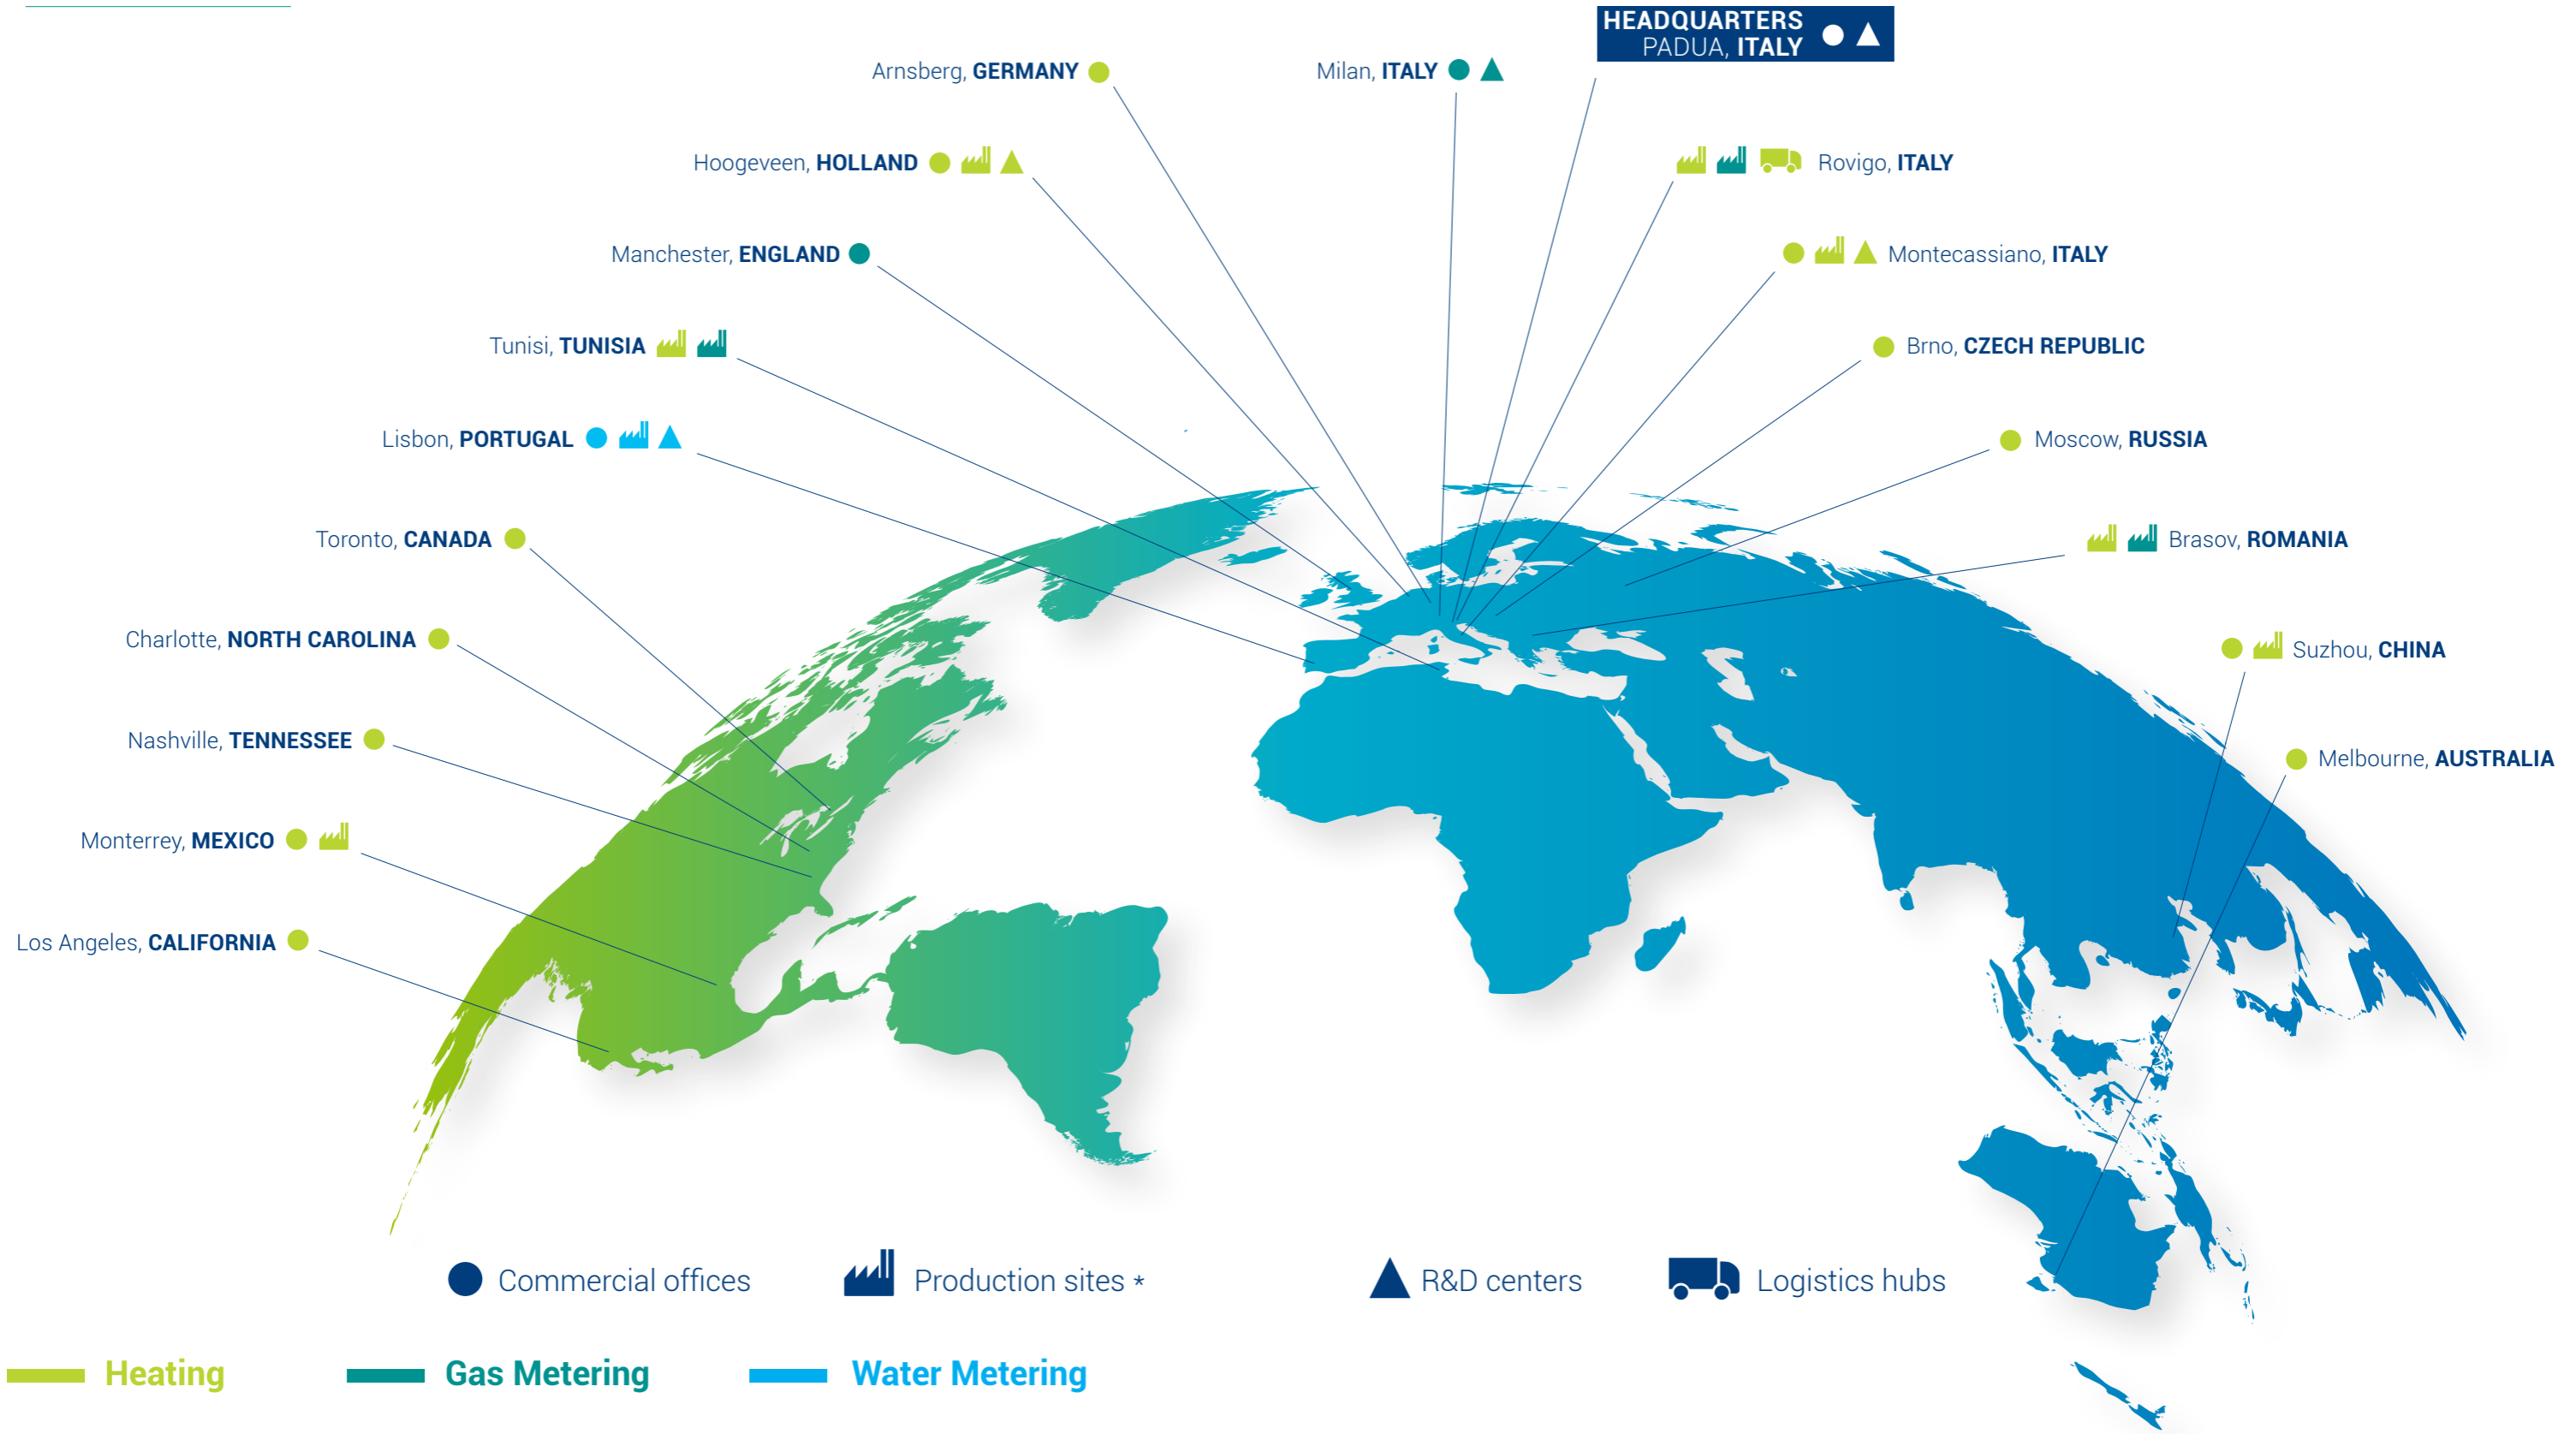 HEADQUARTERS
PADUA, ITALY
Arnsberg, GERMANY
Milan, ITALY
Hoogeveen, HOLLAND
Rovigo, ITALY
Manchester, ENGLAND
Montecassiano, ITALY
Tunisi, TUNISIA
Brno, CZECH REPUBLIC
Lisbon, PORTUGAL
Moscow, RUSSIA
Toronto, CANADA
Brasov, ROMANIA
Charlotte, NORTH CAROLINA
Suzhou, CHINA
Nashville, TENNESSEE
Melbourne, AUSTRALIA
Monterrey, MEXICO
Los Angeles, CALIFORNIA
Commercial offices
Production sites *
R&D centers
Logistics hubs
Heating
Gas Metering
Water Metering